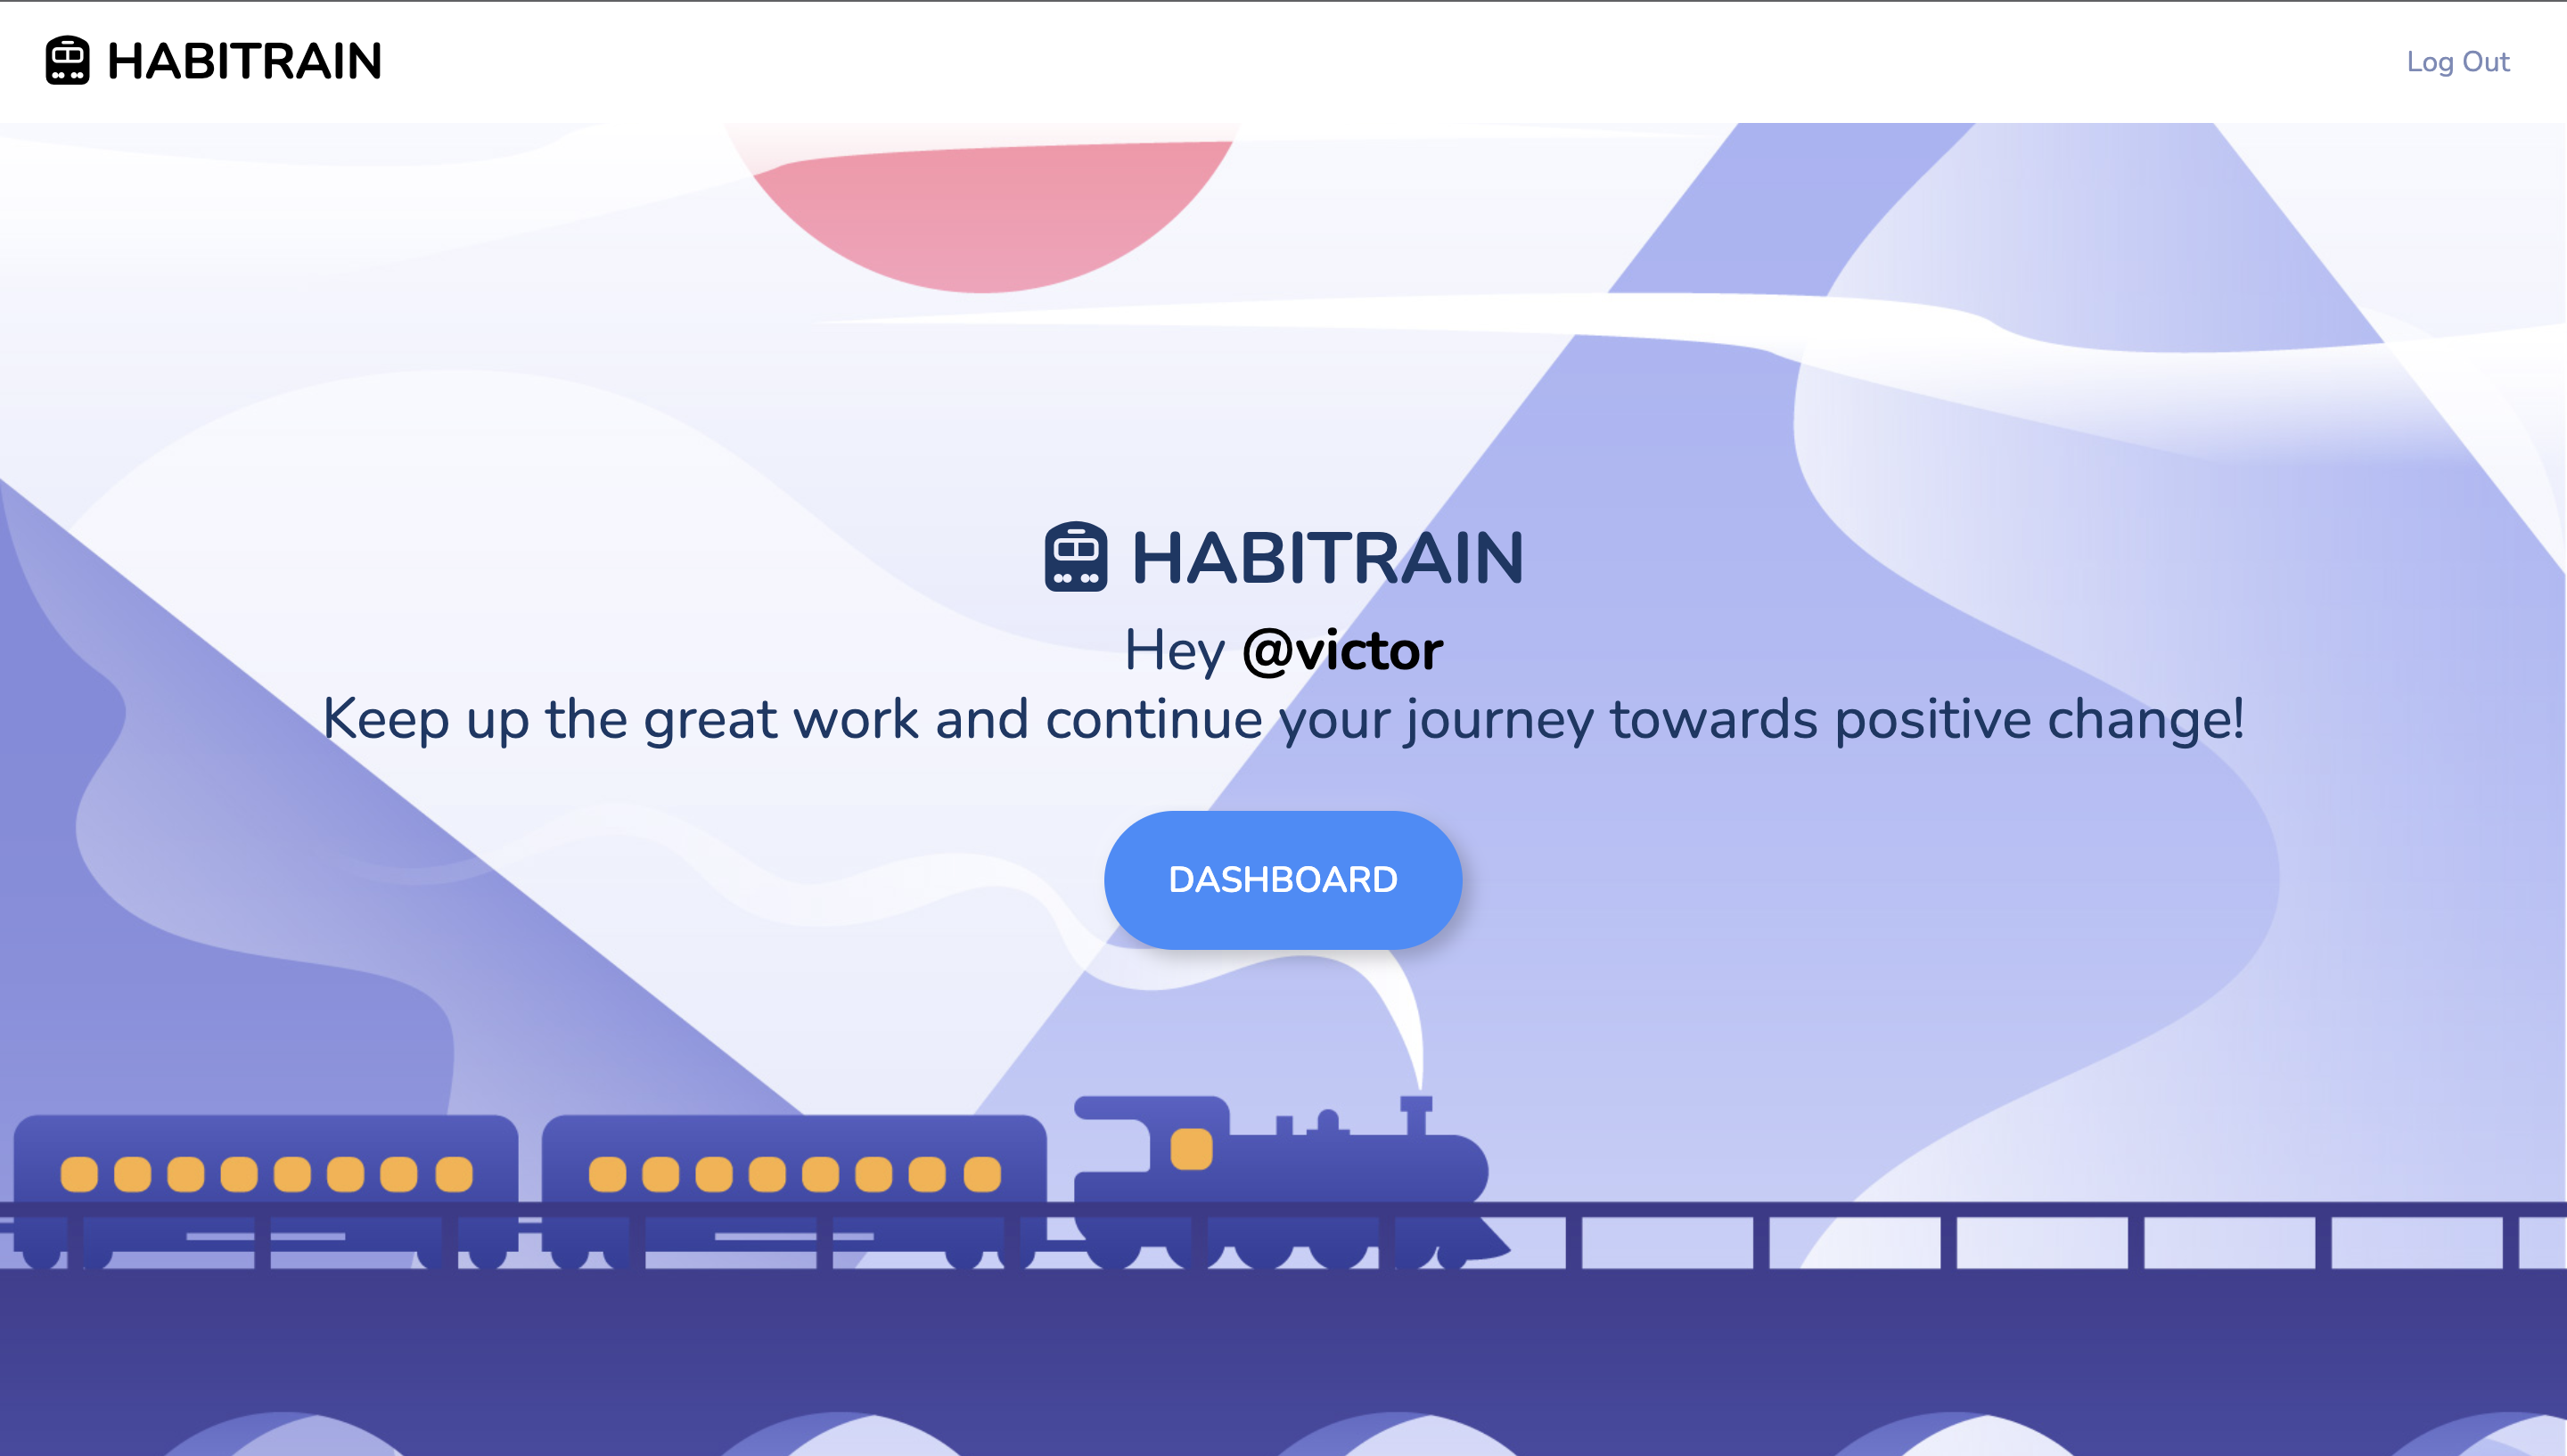 HABITRAIN
Log Out
HABITRAIN
Hey @victor
Keep up the great work and continue your journey towards positive change!
DASHBOARD